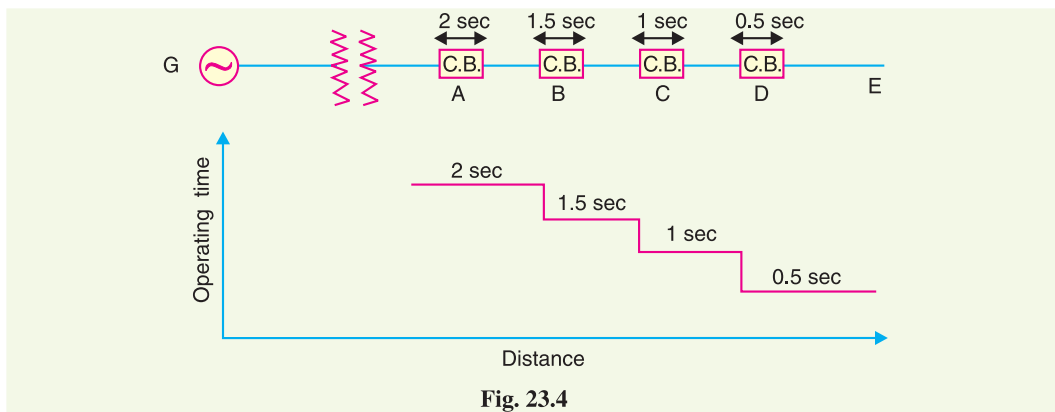 2 sec 1.5 sec 1 sec 0.5 sec
G C.B. C.B. C.B. C.B.
A B C D E
Operating time
2 sec
1.5 sec
1 sec
0.5 sec
Distance
Fig. 23.4